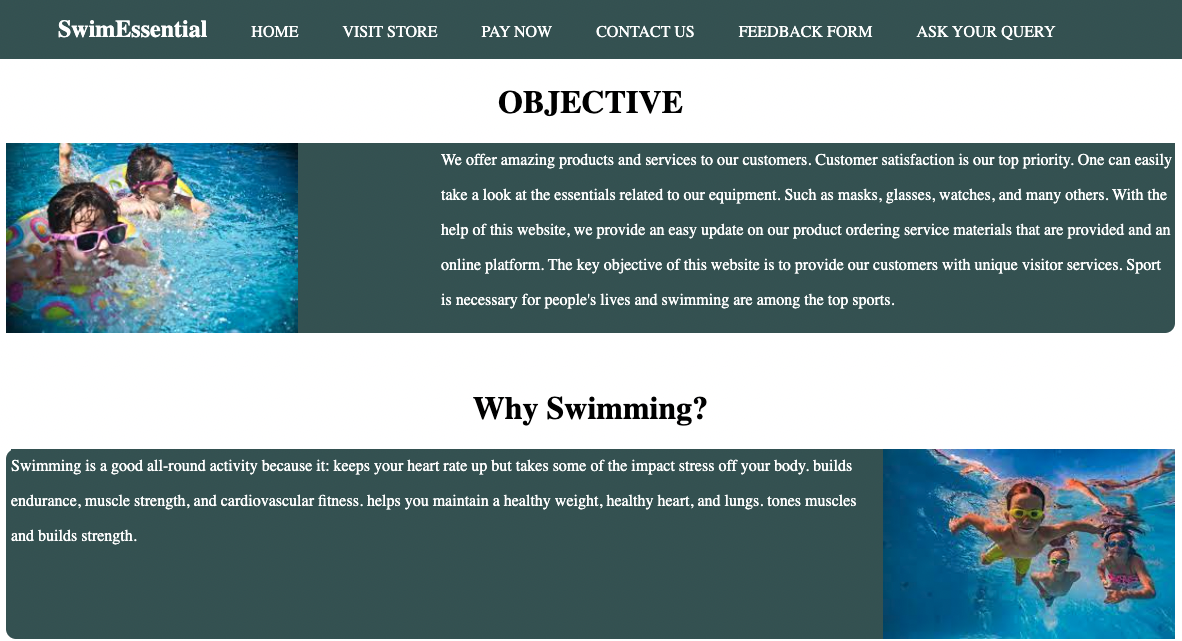 SwimEssential HOME VISIT STORE PAY NOW CONTACT US FEEDBACK FORM ASK YOUR QUERY
OBJECTIVE
We offer amazing products and services to our customers. Customer satisfaction is our top priority. One can easily
take a look at the essentials related to our equipment. Such as masks, glasses, watches, and many others. With the
help of this website, we provide an easy update on our product ordering service materials that are provided and an
online platform. The key objective of this website is to provide our customers with unique visitor services. Sport
is necessary for people's lives and swimming are among the top sports.
Why Swimming?
Swimming is a good all-round activity because it: keeps your heart rate up but takes some of the impact stress off your body. builds
endurance, muscle strength, and cardiovascular fitness. helps you maintain a healthy weight, healthy heart, and lungs. tones muscles
and builds strength.